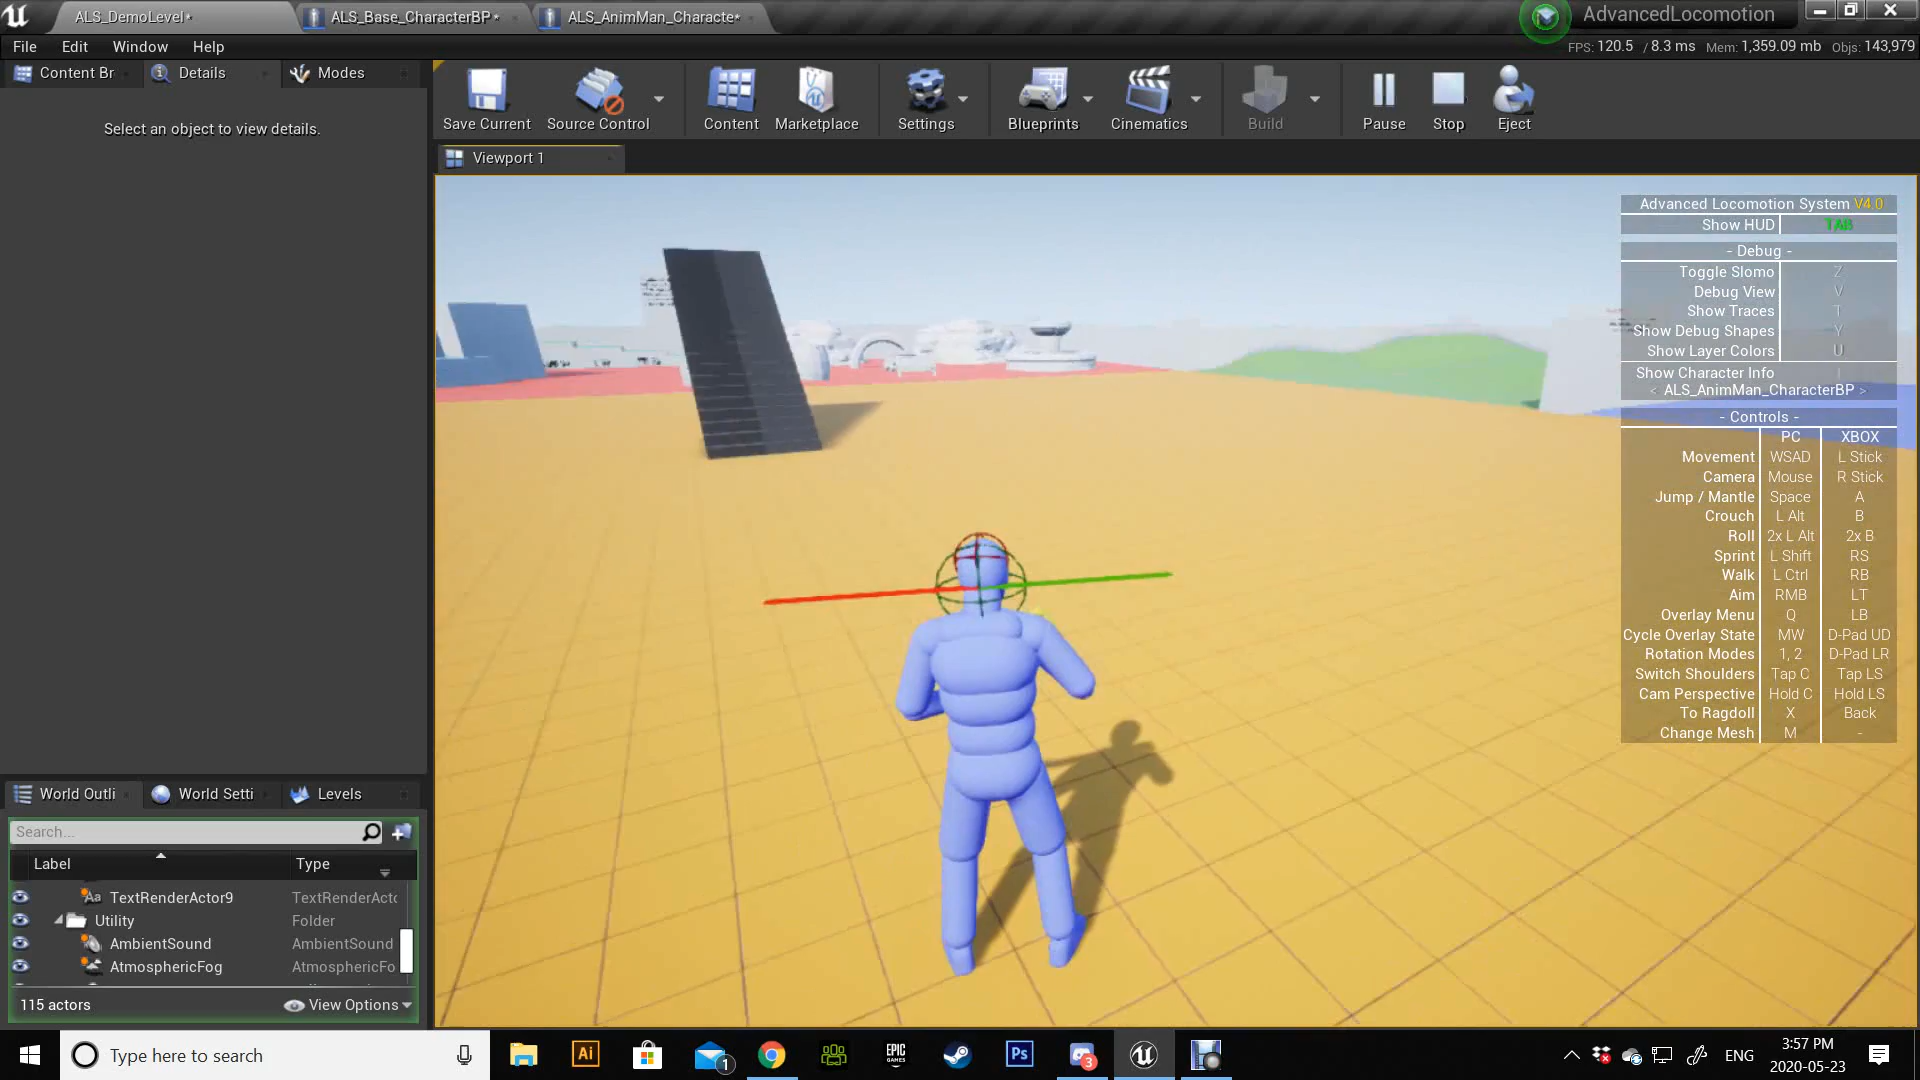 ALS_DemoLevel*
ALS_Base_CharacterBP*
ALS_AnimMan_Characte*
AdvancedLocomotion
File Edit Window Help
FPS: 120.5 / 8.3 ms Mem: 1,359.09 mb Objs: 143,979
Content Br
Details
Modes
Select an object to view details.
Save Current
Source Control
Content
Marketplace
Settings
Blueprints
Cinematics
Build
Pause
Stop
Eject
Viewport 1
Advanced Locomotion System V4.0
Show HUD TAB
- Debug -
Toggle Slomo Z
Debug View V
Show Traces T
Show Debug Shapes Y
Show Layer Colors U
Show Character Info I
< ALS_AnimMan_CharacterBP >
- Controls -
PC XBOX
Movement WSAD L Stick
Camera Mouse R Stick
Jump / Mantle Space A
Crouch L Alt B
Roll 2x L Alt 2x B
Sprint L Shift RS
Walk L Ctrl RB
Aim RMB LT
Overlay Menu Q LB
Cycle Overlay State MW D-Pad UD
Rotation Modes 1, 2 D-Pad LR
Switch Shoulders Tap C Tap LS
Cam Perspective Hold C Hold LS
To Ragdoll X Back
Change Mesh M -
World Outli
World Setti
Levels
Search...
Label Type
TextRenderActor9 TextRenderActo
Utility Folder
AmbientSound AmbientSound
AtmosphericFog AtmosphericFo
115 actors View Options
Type here to search
Ai
1
EPIC
GAMES
Ps
3
ENG
3:57 PM
2020-05-23